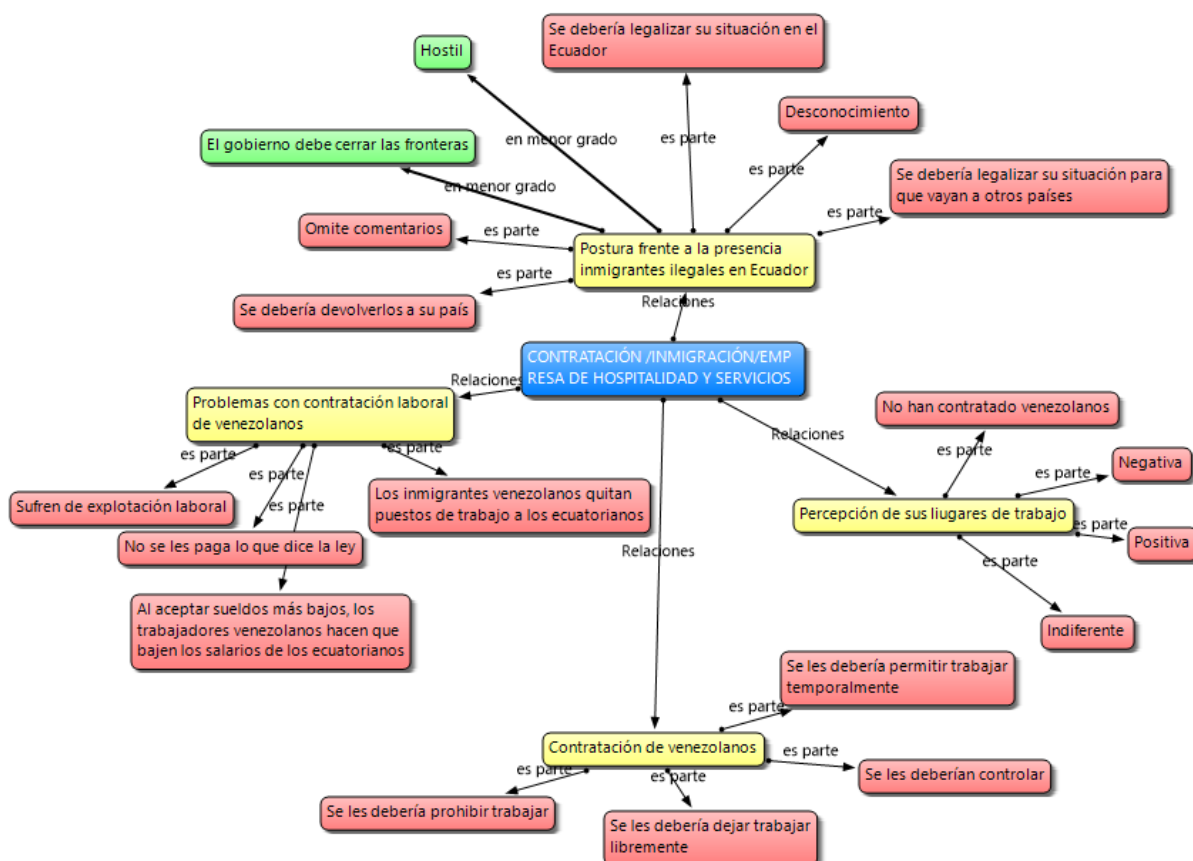 Se debería legalizar su situación en el
Ecuador
Hostil
es parte
Desconocimiento
en menor grado
El gobierno debe cerrar las fronteras
es parte
Se debería legalizar su situación para
que vayan a otros países
en menor grado
es parte
Omite comentarios
es parte
Postura frente a la presencia
inmigrantes ilegales en Ecuador
es parte
Se debería devolverlos a su país
Relaciones
CONTRATACIÓN /INMIGRACIÓN/EMP
RESA DE HOSPITALIDAD Y SERVICIOS
Relaciones
Problemas con contratación laboral
de venezolanos
No han contratado venezolanos
Relaciones
es parte
es parte
es parte
es parte
Negativa
es parte
Sufren de explotación laboral
es parte
Los inmigrantes venezolanos quitan
puestos de trabajo a los ecuatorianos
Percepción de sus liugares de trabajo
es parte
Positiva
No se les paga lo que dice la ley
Relaciones
es parte
Al aceptar sueldos más bajos, los
trabajadores venezolanos hacen que
bajen los salarios de los ecuatorianos
Indiferente
Se les debería permitir trabajar
temporalmente
es parte
Contratación de venezolanos
es parte
es parte
es parte
Se les deberían controlar
Se les debería prohibir trabajar
Se les debería dejar trabajar
libremente